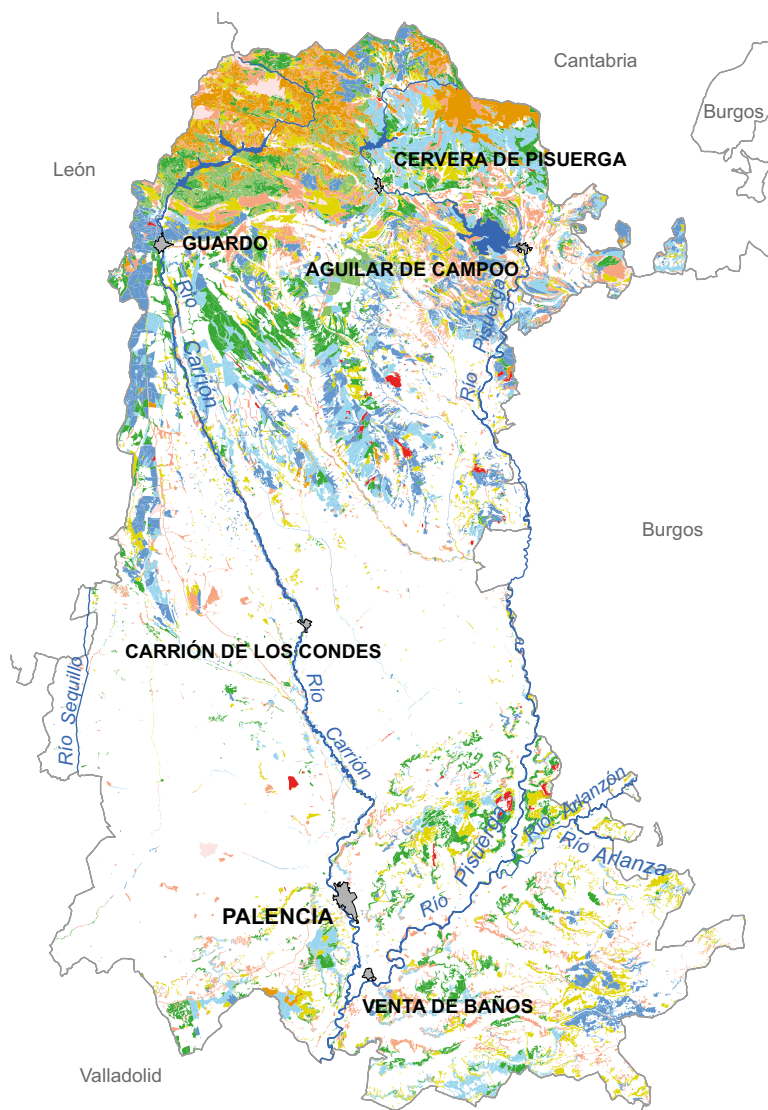 Cantabria
Burgos
León
CERVERA DE PISUERGA
GUARDO
AGUILAR DE CAMPOO
Río
Carrión
Río
Pisuerga
Burgos
CARRIÓN DE LOS CONDES
Río Sequillo
Río
Carrión
Río Arlanzón
Río Arlanza
Río
Pisuerga
PALENCIA
VENTA DE BAÑOS
Valladolid